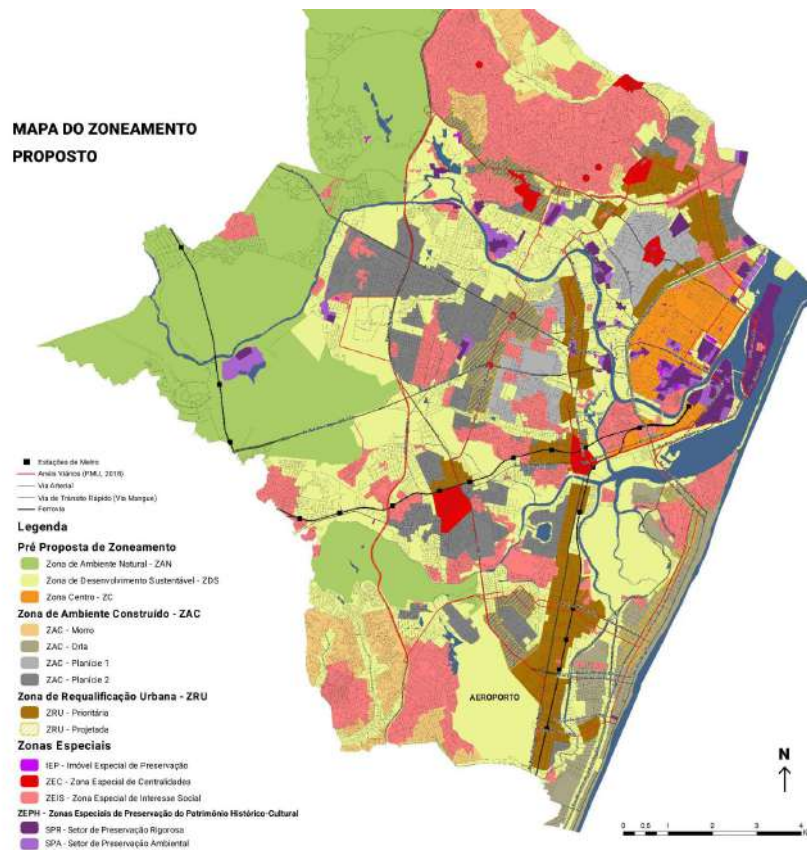 MAPA DO ZONEAMENTO
PROPOSTO
Estações de Metro
Anéis Viários (PMU, 2018)
Via Arterial
Via de Trânsito Rápido (Via Mangue)
Ferrovia
Legenda
Pré Proposta de Zoneamento
Zona de Ambiente Natural - ZAN
Zona de Desenvolvimento Sustentável - ZDS
Zona Centro - ZC
Zona de Ambiente Construído - ZAC
ZAC - Morro
ZAC - Orla
ZAC - Planície 1
ZAC - Planície 2
Zona de Requalificação Urbana - ZRU
ZRU - Prioritária
ZRU - Projetada
Zonas Especiais
IEP - Imóvel Especial de Preservação
ZEC - Zona Especial de Centralidades
ZEIS - Zona Especial de Interesse Social
ZEPH - Zonas Especiais de Preservação do Patrimônio Histórico-Cultural
SPR - Setor de Preservação Rigorosa
SPA - Setor de Preservação Ambiental
AEROPORTO
N
0 0,5 1 2 3 4